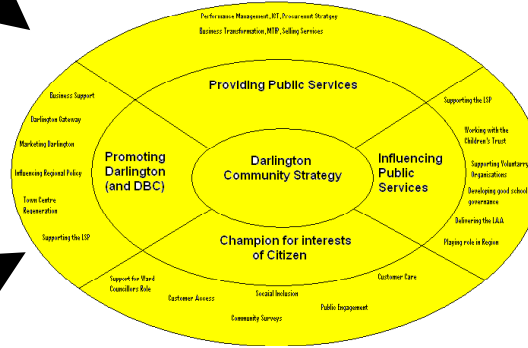 Performance Management, ICT, Procurement Stratgey
Business Transformation, MTFP, Selling Services
Providing Public Services
Business Support
Darlington Gateway
Marketing Darlington
Influencing Regional Policy
Town Centre
Regeneration
Supporting the LSP
Promoting
Darlington
(and DBC)
Darlington
Community Strategy
Influencing
Public
Services
Supporting the LSP
Working with the
Children's Trust
Supporting Voluntarry
Organisations
Developing good school
governance
Delivering the LAA
Playing role in Region
Champion for interests
of Citizen
Support for Ward
Councillors Role
Customer Access
Socaial Inclusion
Community Surveys
Public Engagement
Customer Care